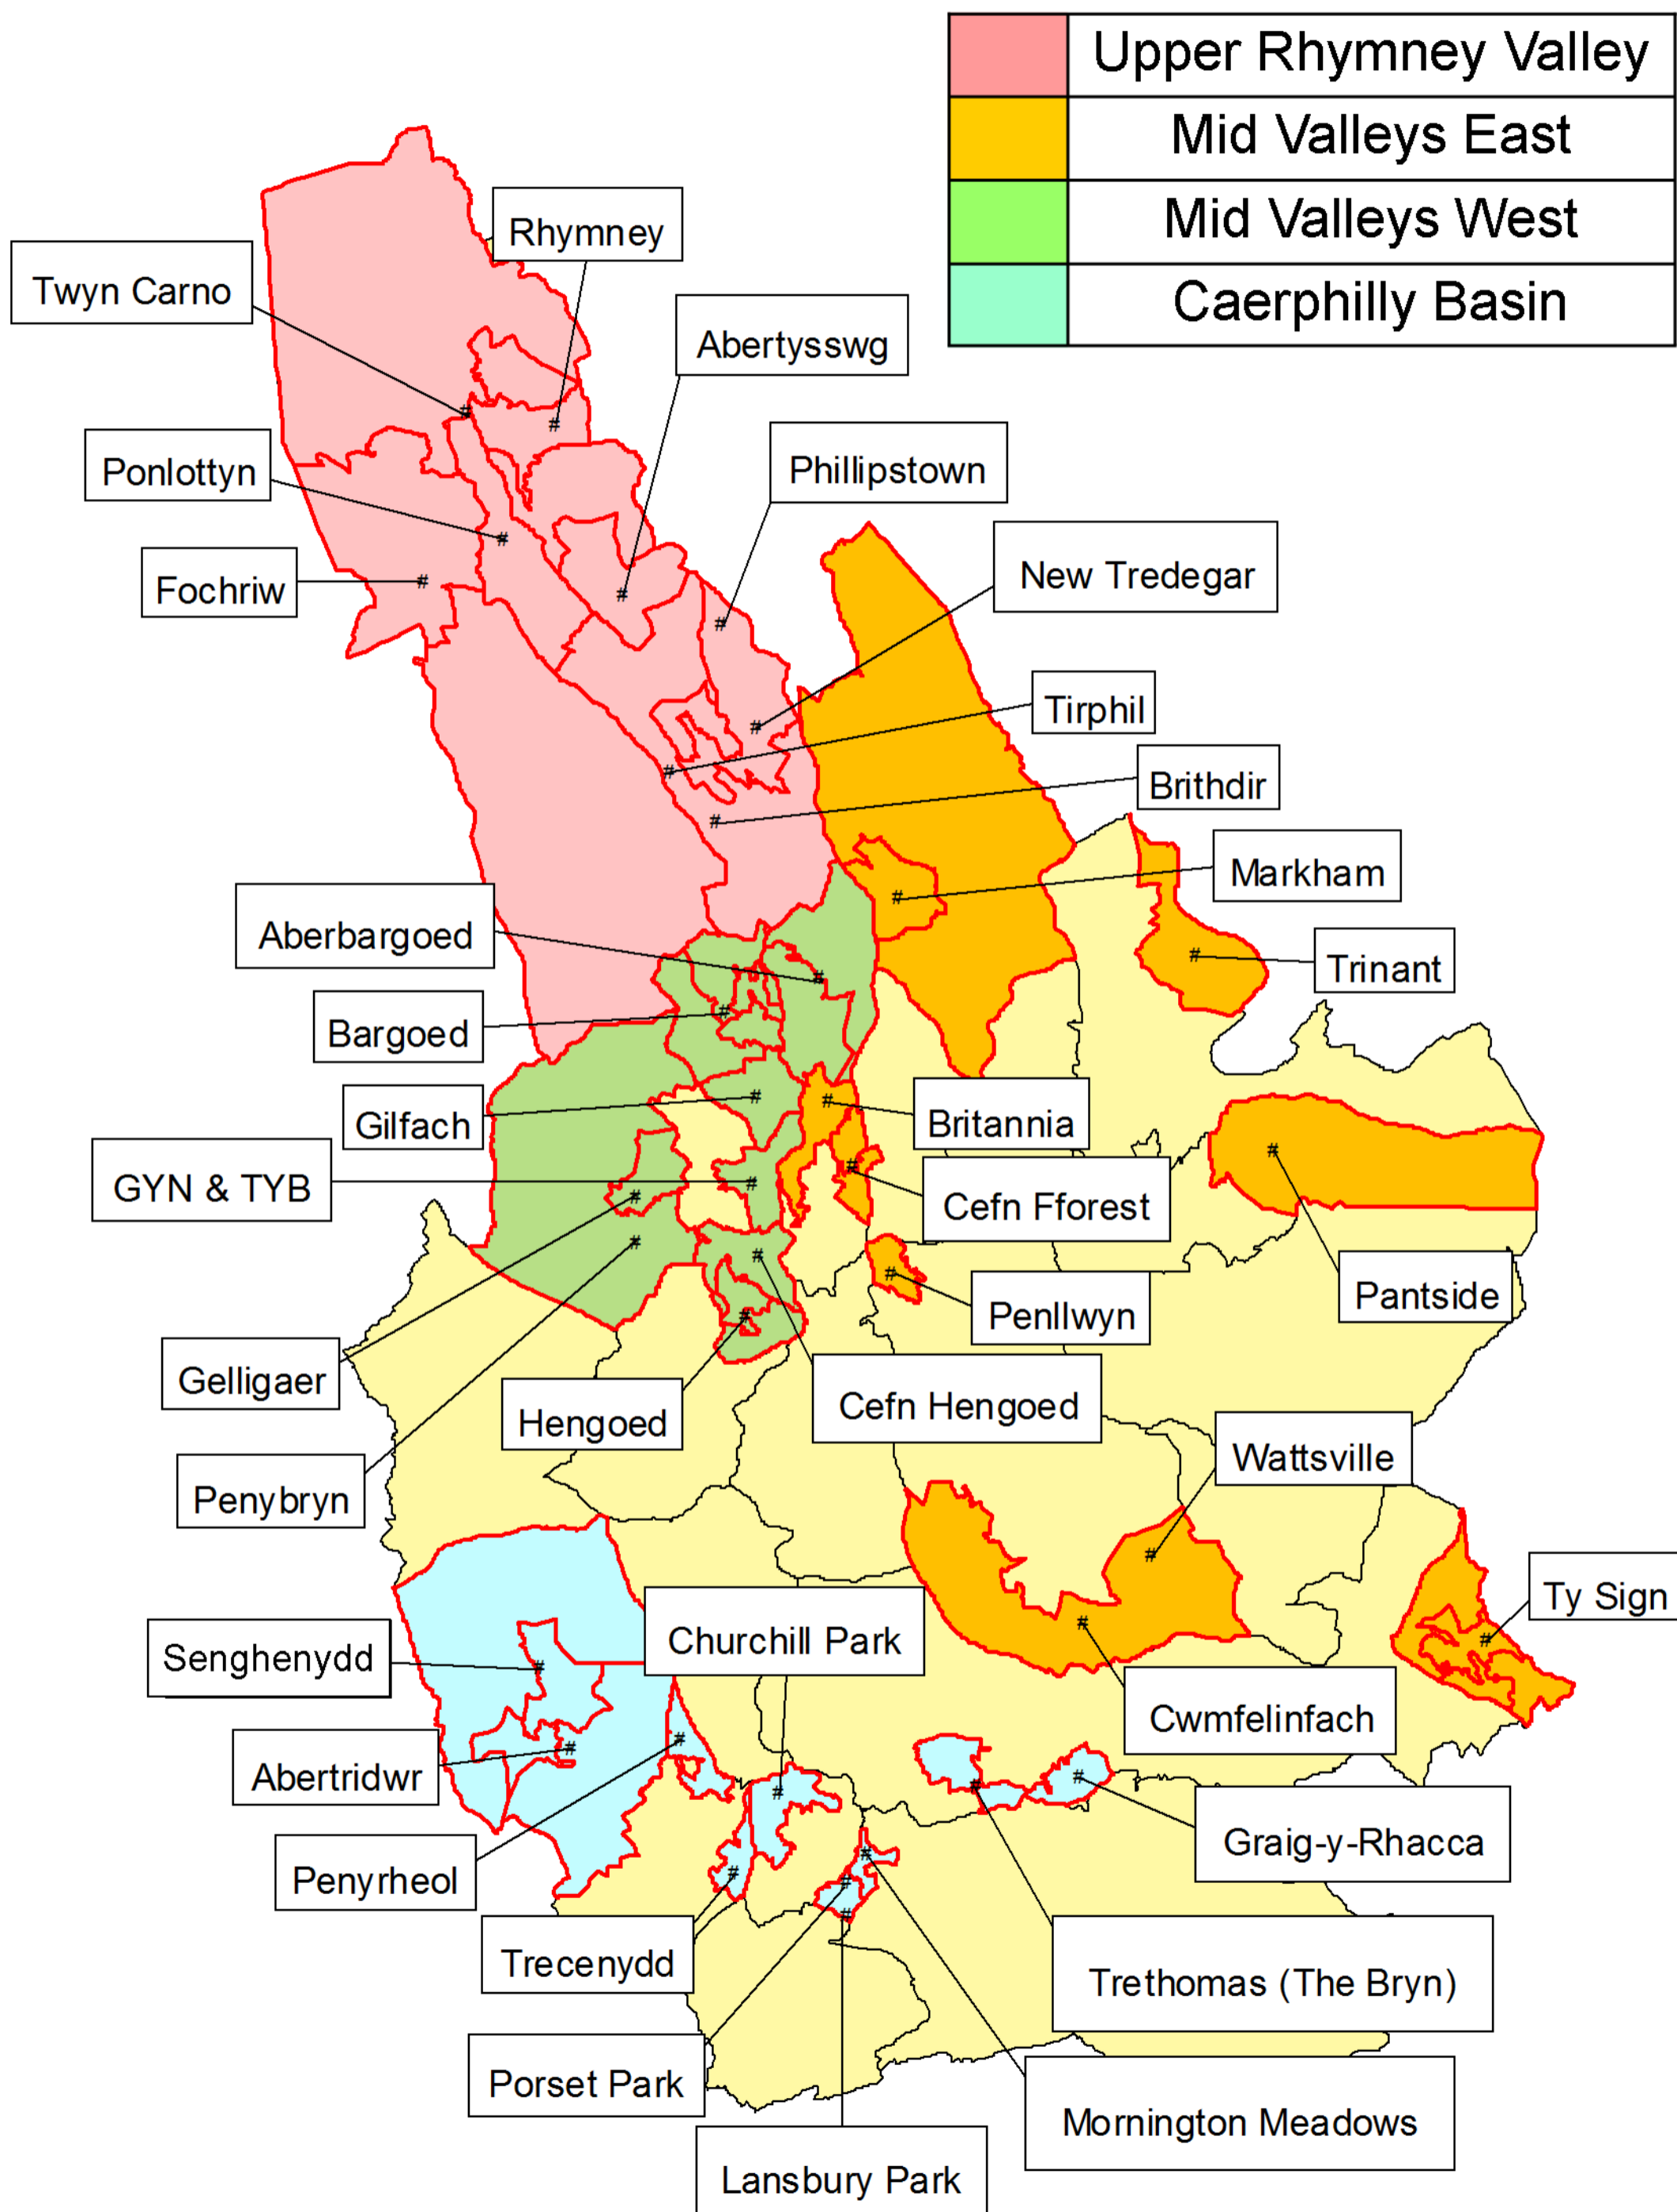 Upper Rhymney Valley
Mid Valleys East
Mid Valleys West
Caerphilly Basin
Rhymney
Twyn Carno
Abertysswg
Ponlottyn
Phillipstown
Fochriw
New Tredegar
Tirphil
Brithdir
Markham
Aberbargoed
Trinant
Bargoed
Gilfach
Britannia
GYN & TYB
Cefn Fforest
Pantside
Penllwyn
Gelligaer
Hengoed
Cefn Hengoed
Wattsville
Penybryn
Ty Sign
Churchill Park
Senghenydd
Cwmfelinfach
Abertridwr
Graig-y-Rhacca
Penyrheol
Trecenydd
Trethomas (The Bryn)
Porset Park
Mornington Meadows
Lansbury Park